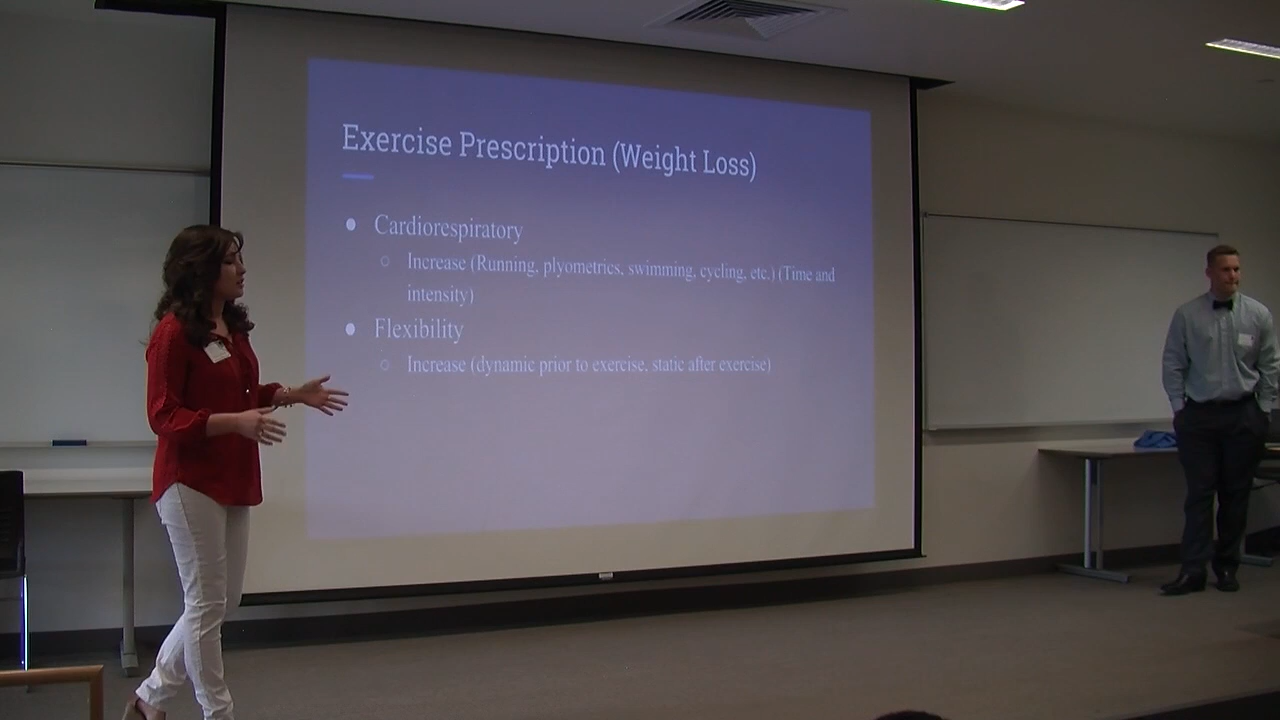 Exercise Prescription (Weight Loss)
● Cardiorespiratory
○ Increase (Running, plyometrics, swimming, cycling, etc.) (Time and
intensity)
● Flexibility
○ Increase (dynamic prior to exercise, static after exercise)